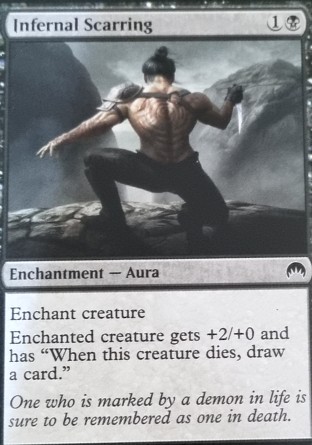 Infernal Scarring 1
Enchantment — Aura
Enchant creature
Enchanted creature gets +2/+0 and
has “When this creature dies, draw
a card.”
One who is marked by a demon in life is
sure to be remembered as one in death.